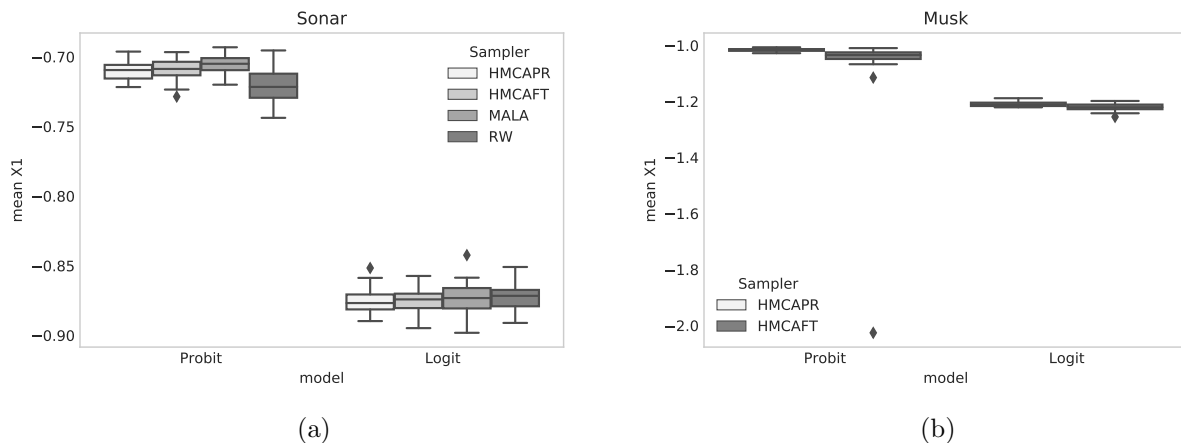 Sonar
−0.70
−0.75
−0.80
−0.85
−0.90
mean X1
Sampler
HMCAPR
HMCAFT
MALA
RW
Probit
Logit
model
(a)
Musk
−1.0
−1.2
−1.4
−1.6
−1.8
−2.0
mean X1
Sampler
HMCAPR
HMCAFT
Probit
Logit
model
(b)